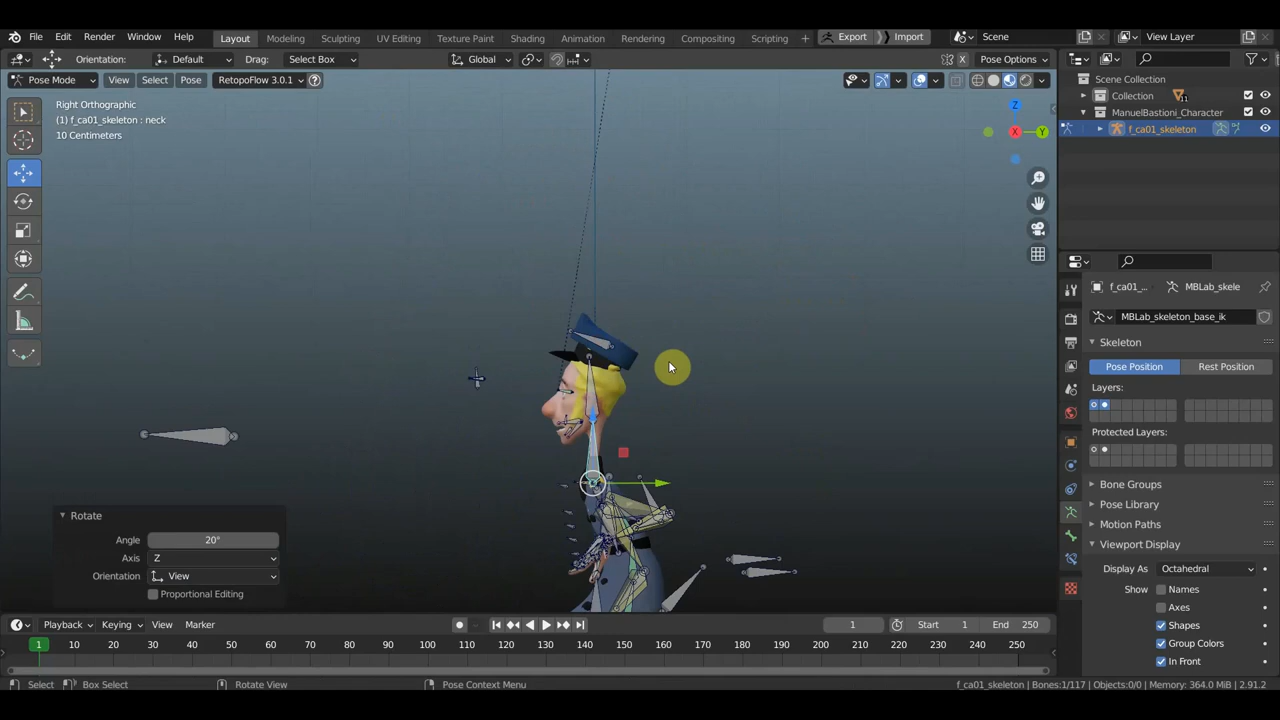 File Edit Render Window Help Layout Modeling Sculpting UV Editing Texture Paint Shading Animation Rendering Compositing Scripting + Export Import Scene View Layer
Orientation: Default Drag: Select Box Global X Pose Options
Pose Mode View Select Pose RetopoFlow 3.0.1
Right Orthographic
(1) f_ca01_skeleton : neck
10 Centimeters
Z
X
Y
Scene Collection
Collection 11
ManuelBastioni_Character
f_ca01_skeleton
f_ca01_... MBLab_skele
MBLab_skeleton_base_ik
Skeleton
Pose Position Rest Position
Layers:
Protected Layers:
Bone Groups
Pose Library
Motion Paths
Viewport Display
Display As Octahedral
Show Names
Axes
Shapes
Group Colors
In Front
Rotate
Angle 20°
Axis Z
Orientation View
Proportional Editing
Playback Keying View Marker 1 Start 1 End 250
1 10 20 30 40 50 60 70 80 90 100 110 120 130 140 150 160 170 180 190 200 210 220 230 240 250
Select Box Select Rotate View Pose Context Menu f_ca01_skeleton | Bones:1/117 | Objects:0/0 | Memory: 364.0 MiB | 2.91.2